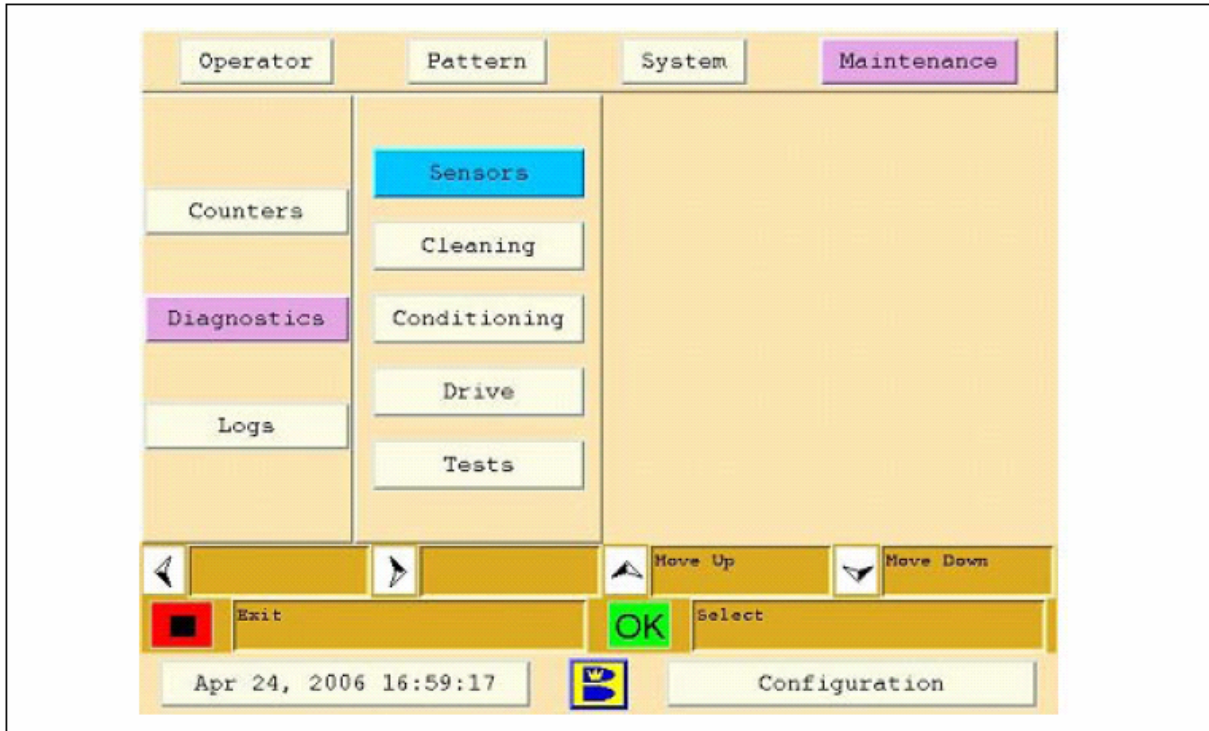 Operator Pattern System Maintenance
Sensors
Counters
Cleaning
Diagnostics
Conditioning
Drive
Logs
Tests
Move Up Move Down
Exit OK Select
Apr 24, 2006 16:59:17 Configuration